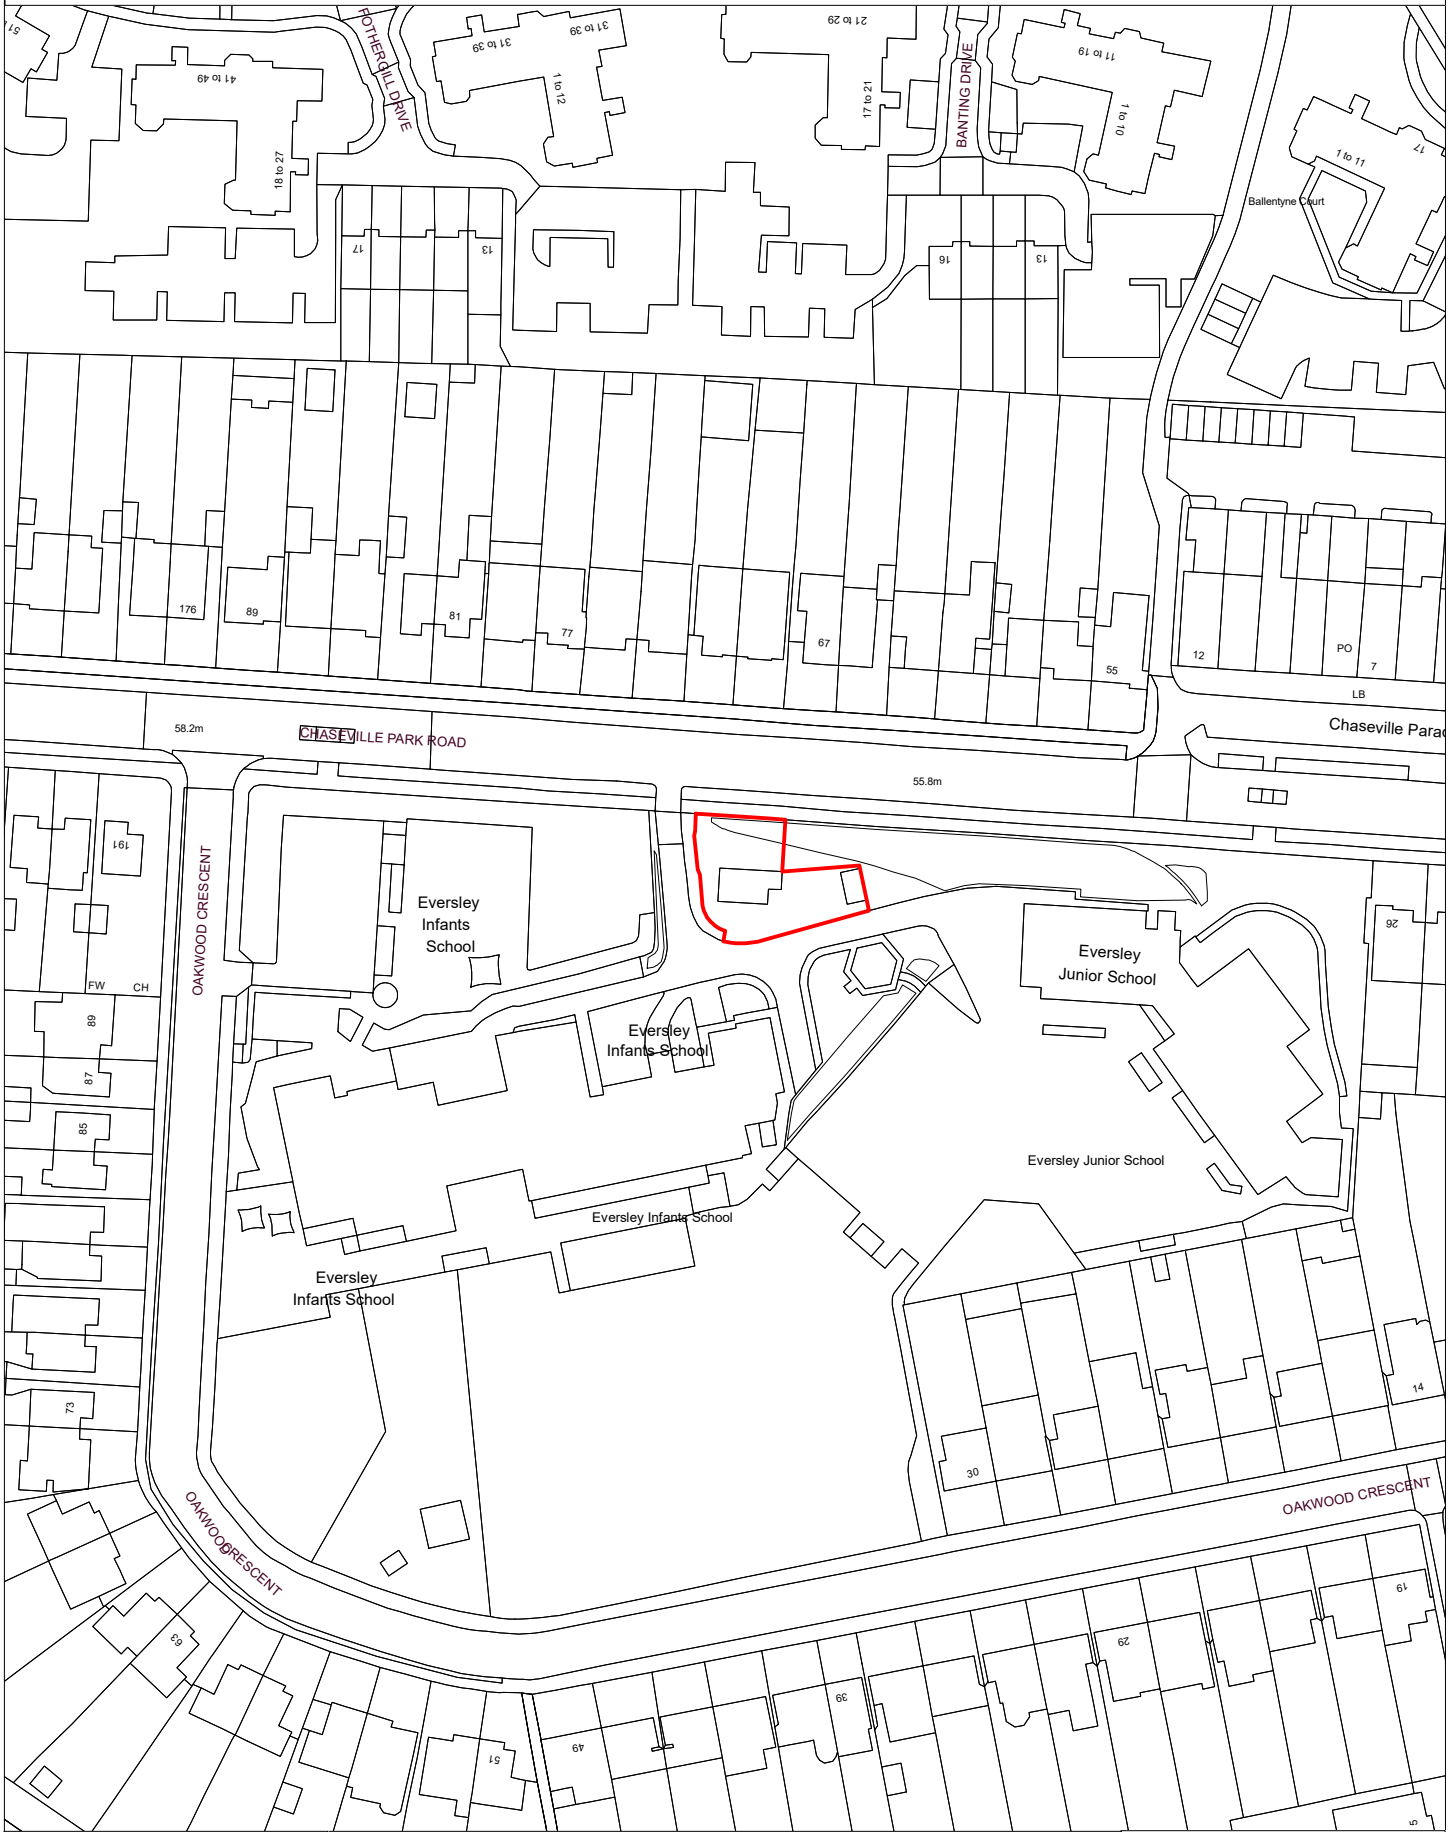 51
41 to 49
FOTHERGILL DRIVE
31 to 39
31 to 39
1 to 12
21 to 29
17 to 21
BANTING DRIVE
11 to 19
1 to 10
1 to 11
17
Ballentyne Court
18 to 27
17
13
16
13
176
89
81
77
67
55
12
PO
7
LB
Chaseville Parad
58.2m
CHASEVILLE PARK ROAD
55.8m
191
OAKWOOD CRESCENT
Eversley
Infants
School
Eversley
Junior School
26
FW
CH
89
Eversley
Infants School
87
85
Eversley Junior School
Eversley Infants School
Eversley
Infants School
73
14
30
OAKWOOD CRESCENT
OAKWOOD CRESCENT
63
19
29
39
49
51
5